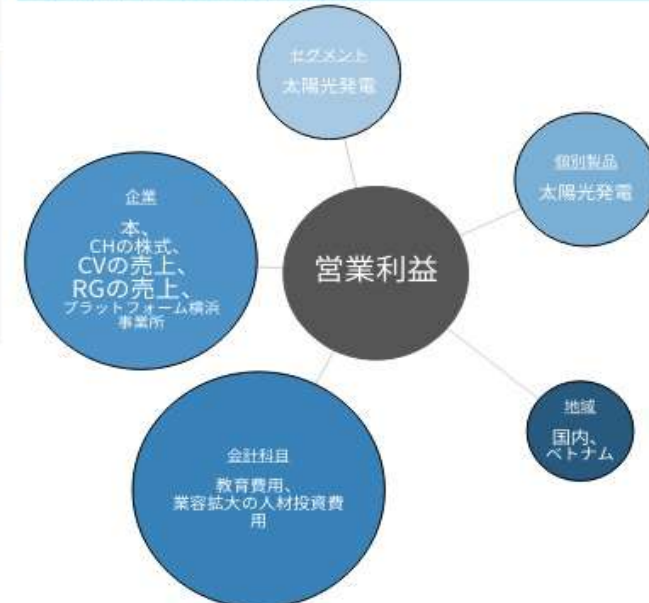 セグメント
太陽光発電
個別製品
太陽光発電
企業
本、
CHの株式、
CVの売上、
RGの売上、
プラットフォーム横浜
事業所
営業利益
地域
国内、
ベトナム
会計科目
教育費用、
業容拡大の人材投資費
用